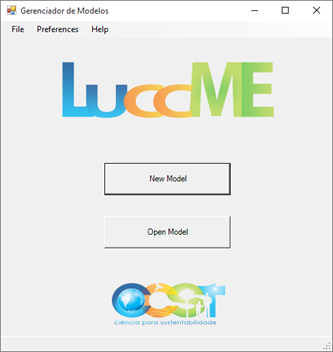 Gerenciador de Modelos
File Preferences Help
LuccME
New Model
Open Model
CCST
ciência para sustentabilidade